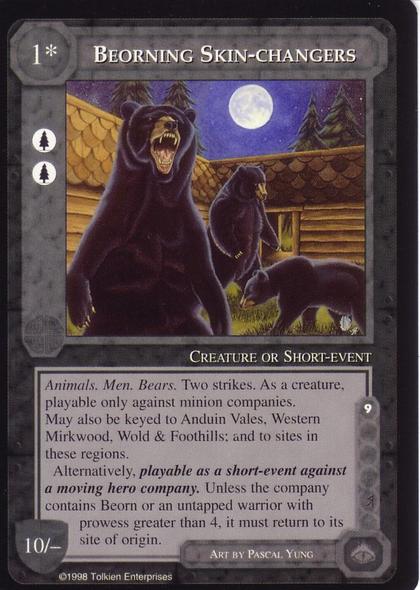 1* BEORNING SKIN-CHANGERS
CREATURE OR SHORT-EVENT
Animals. Men. Bears. Two strikes. As a creature,
playable only against minion companies.
May also be keyed to Anduin Vales, Western
Mirkwood, Wold & Foothills; and to sites in
these regions.
Alternatively, playable as a short-event against
a moving hero company. Unless the company
contains Beorn or an untapped warrior with
prowess greater than 4, it must return to its
site of origin.
9
10/–
ART BY PASCAL YUNG
©1998 Tolkien Enterprises